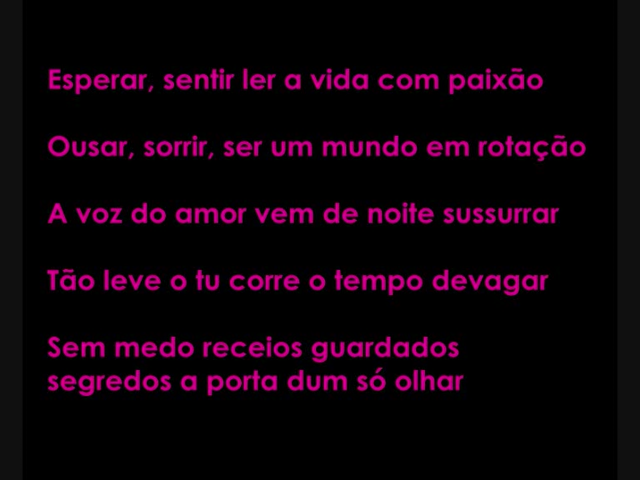 Esperar, sentir ler a vida com paixão
Ousar, sorrir, ser um mundo em rotação
A voz do amor vem de noite sussurrar
Tão leve o tu corre o tempo devagar
Sem medo receios guardados
segredos a porta dum só olhar